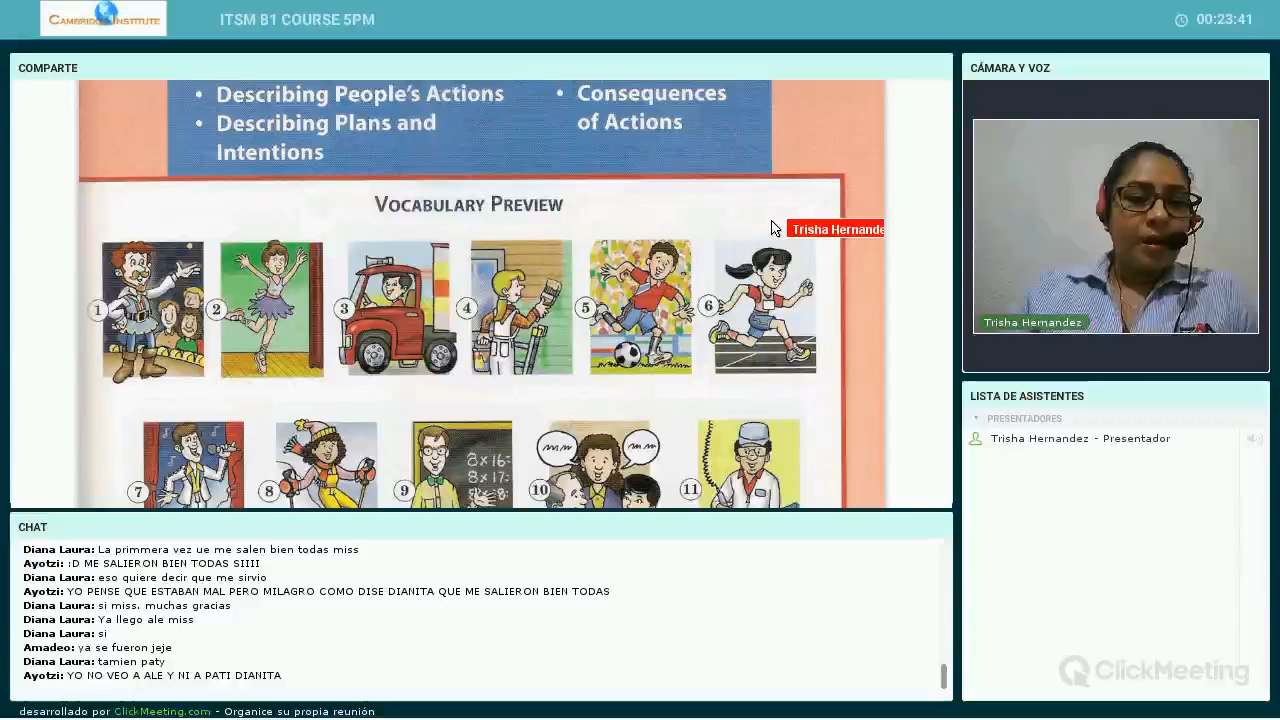 CAMBRIDGE INSTITUTE
ITSM B1 COURSE 5PM
00:23:41
COMPARTE
• Describing People's Actions
• Describing Plans and
Intentions
• Consequences
of Actions
VOCABULARY PREVIEW
Trisha Hernande
1
2
3
4
5
6
7
8
9
8x16:
8x17:
10
11
CHAT
Diana Laura: La primmera vez ue me salen bien todas miss
Ayotzi: :D ME SALIERON BIEN TODAS SIIII
Diana Laura: eso quiere decir que me sirvio
Ayotzi: YO PENSE QUE ESTABAN MAL PERO MILAGRO COMO DISE DIANITA QUE ME SALIERON BIEN TODAS
Diana Laura: si miss. muchas gracias
Diana Laura: Ya llego ale miss
Diana Laura: si
Amadeo: ya se fueron jeje
Diana Laura: tamien paty
Ayotzi: YO NO VEO A ALE Y NI A PATI DIANITA
CÁMARA Y VOZ
Trisha Hernandez
LISTA DE ASISTENTES
PRESENTADORES
Trisha Hernandez - Presentador
ClickMeeting
desarrollado por ClickMeeting.com - Organice su propia reunión